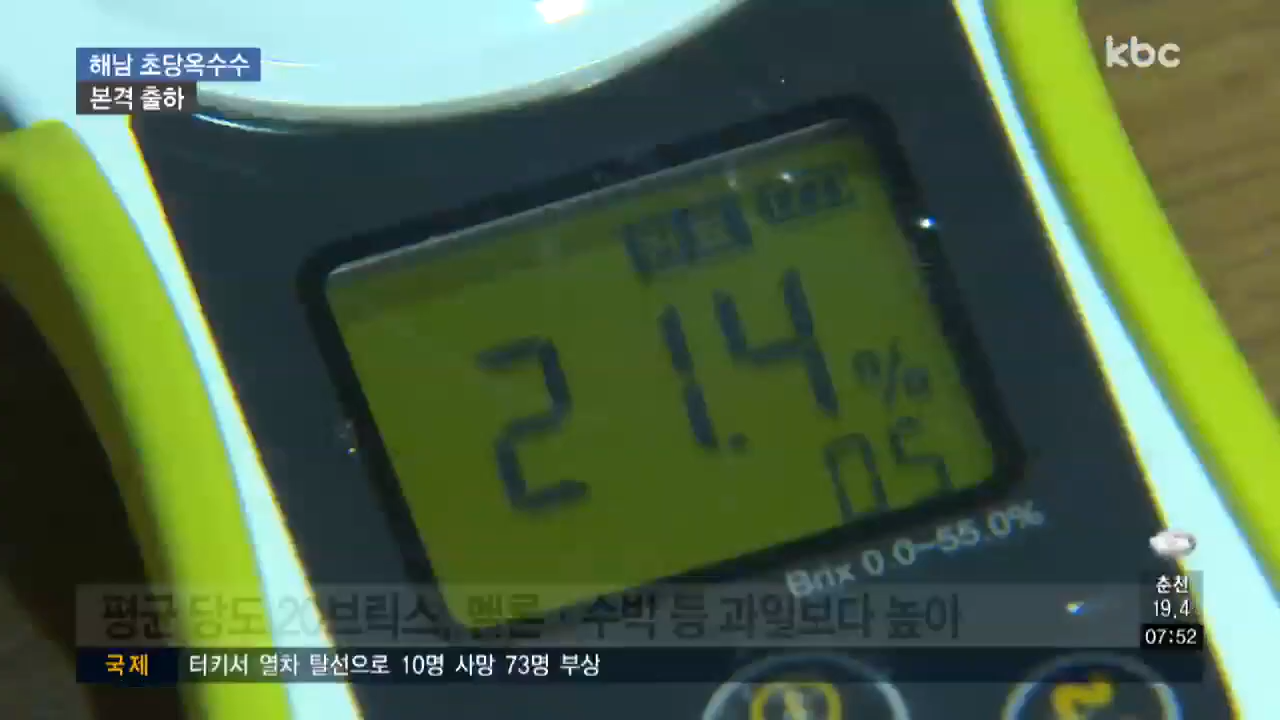 해남 초당옥수수
본격 출하
kbc
21.4
%
05
Brix 0.0-55.0%
평균 당도 20브릭스, 멜론·수박 등 과일보다 높아
춘천
19.4
07:52
국제 터키서 열차 탈선으로 10명 사망 73명 부상